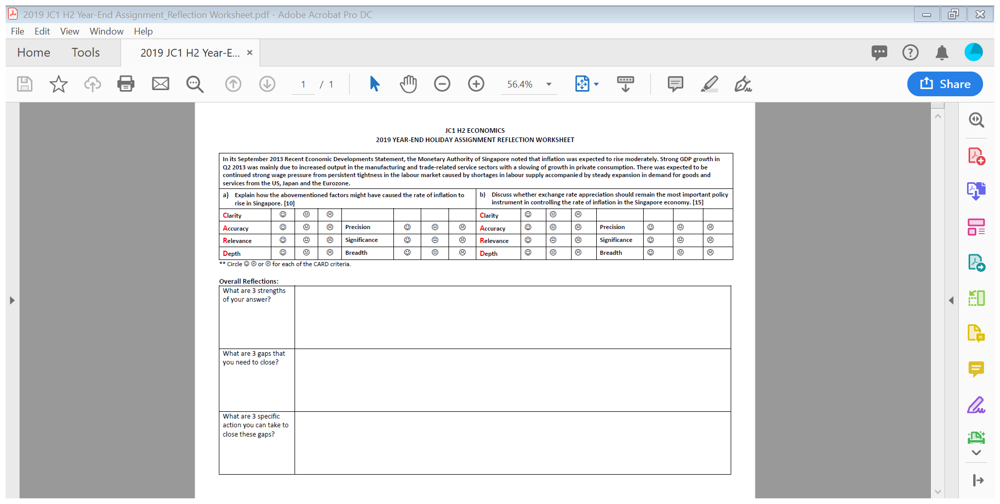 2019 JC1 H2 Year-End Assignment_Reflection Worksheet.pdf - Adobe Acrobat Pro DC
File Edit View Window Help
Home Tools 2019 JC1 H2 Year-E... ×
1 / 1 56.4% Share
JC1 H2 ECONOMICS
2019 YEAR-END HOLIDAY ASSIGNMENT REFLECTION WORKSHEET
In its September 2013 Recent Economic Developments Statement, the Monetary Authority of Singapore noted that inflation was expected to rise moderately. Strong GDP growth in
Q2 2013 was mainly due to increased output in the manufacturing and trade-related service sectors with a slowing of growth in private consumption. There was expected to be
continued strong wage pressure from persistent tightness in the labour market caused by shortages in labour supply accompanied by steady expansion in demand for goods and
services from the US, Japan and the Eurozone.
a) Explain how the abovementioned factors might have caused the rate of inflation to
rise in Singapore. [10]
b) Discuss whether exchange rate appreciation should remain the most important policy
instrument in controlling the rate of inflation in the Singapore economy. [15]
Clarity ☺ 😐 ☹ Clarity ☺ 😐 ☹
Accuracy ☺ 😐 ☹ Precision ☺ 😐 ☹ Accuracy ☺ 😐 ☹ Precision ☺ 😐 ☹
Relevance ☺ 😐 ☹ Significance ☺ 😐 ☹ Relevance ☺ 😐 ☹ Significance ☺ 😐 ☹
Depth ☺ 😐 ☹ Breadth ☺ 😐 ☹ Depth ☺ 😐 ☹ Breadth ☺ 😐 ☹
** Circle ☺ ☹ or ☹ for each of the CARD criteria.
Overall Reflections:
What are 3 strengths
of your answer?
What are 3 gaps that
you need to close?
What are 3 specific
action you can take to
close these gaps?